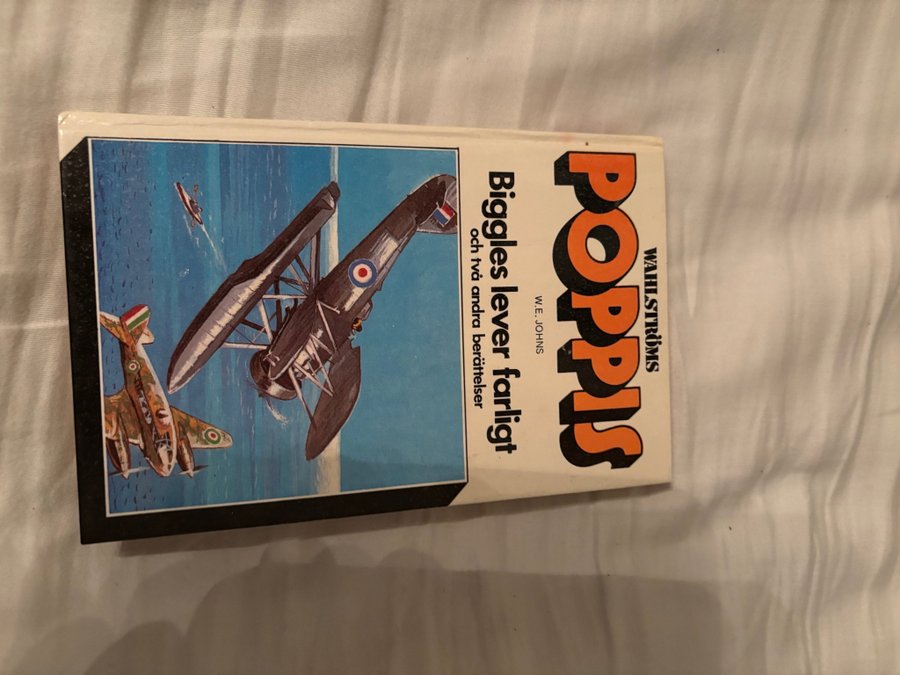 WAHLSTRÖMS
POPPIS
W.E. JOHNS
Biggles lever farligt
och två andra berättelser